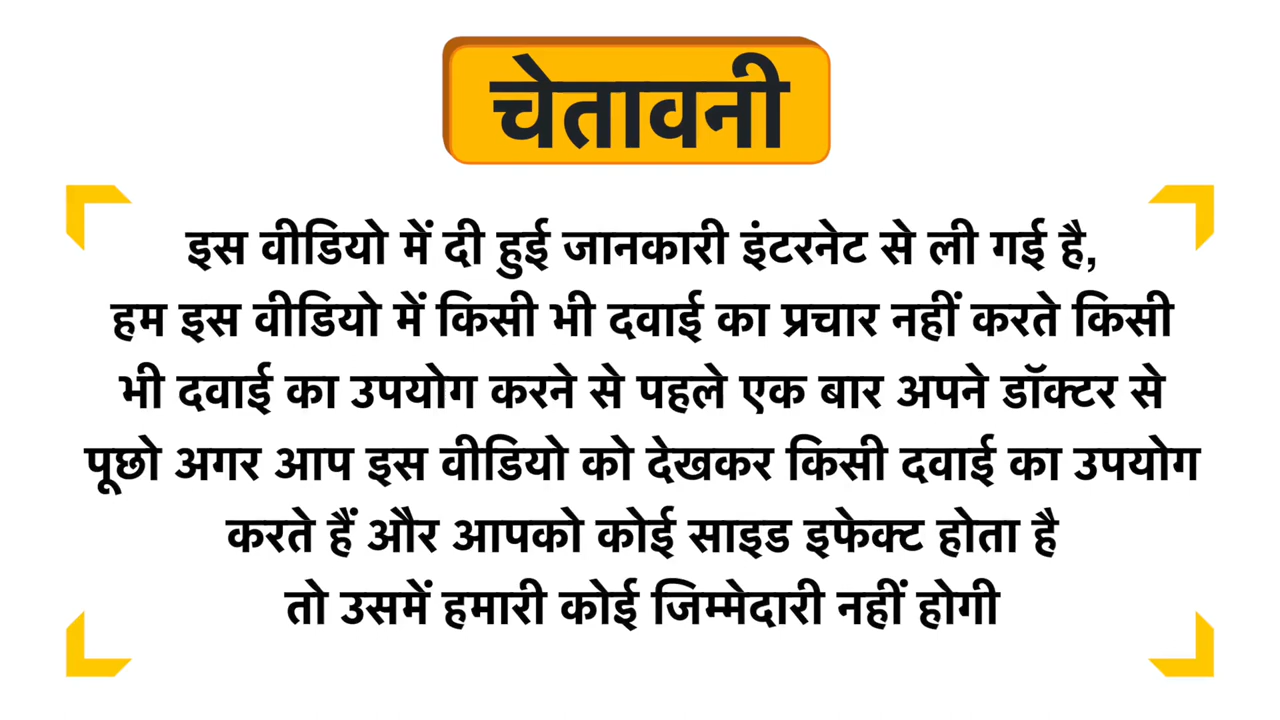 चेतावनी
इस वीडियो में दी हुई जानकारी इंटरनेट से ली गई है,
हम इस वीडियो में किसी भी दवाई का प्रचार नहीं करते किसी
भी दवाई का उपयोग करने से पहले एक बार अपने डॉक्टर से
पूछो अगर आप इस वीडियो को देखकर किसी दवाई का उपयोग
करते हैं और आपको कोई साइड इफेक्ट होता है
तो उसमें हमारी कोई जिम्मेदारी नहीं होगी